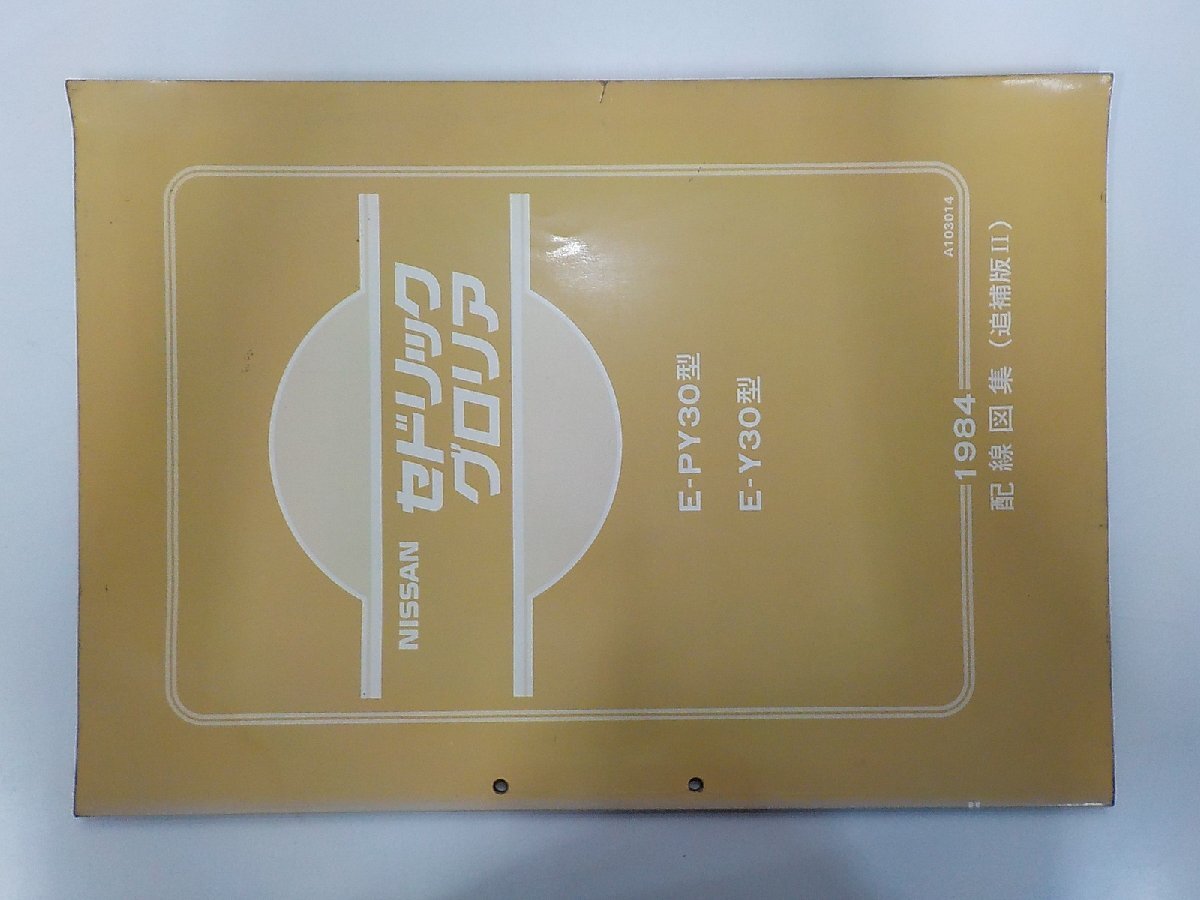 NISSAN セドリック
グロリア
E-PY30型
E-Y30型
A103014
1984
配線図集（追補版II）